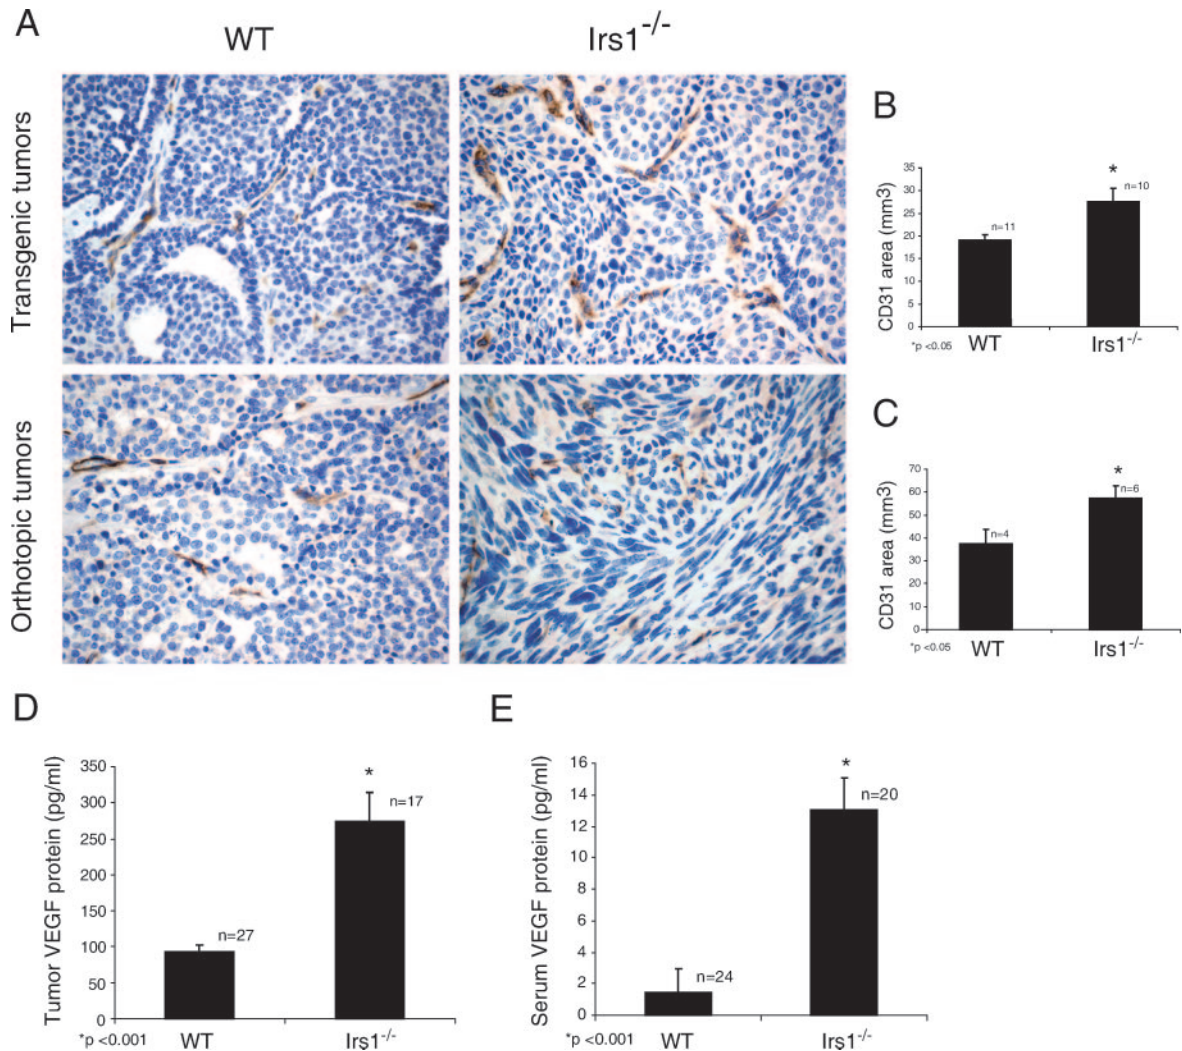 A
WT
Irs1-/-
Transgenic tumors
Orthotopic tumors
B
CD31 area (mm3)
35
30
25
20
15
10
5
0
n=11
*
n=10
*p <0.05
WT
Irs1-/-
C
CD31 area (mm3)
70
60
50
40
30
20
10
0
n=4
*
n=6
*p <0.05
WT
Irs1-/-
D
Tumor VEGF protein (pg/ml)
350
300
250
200
150
100
50
0
n=27
*
n=17
*p <0.001
WT
Irs1-/-
E
Serum VEGF protein (pg/ml)
16
14
12
10
8
6
4
2
0
n=24
*
n=20
*p <0.001
WT
Irs1-/-